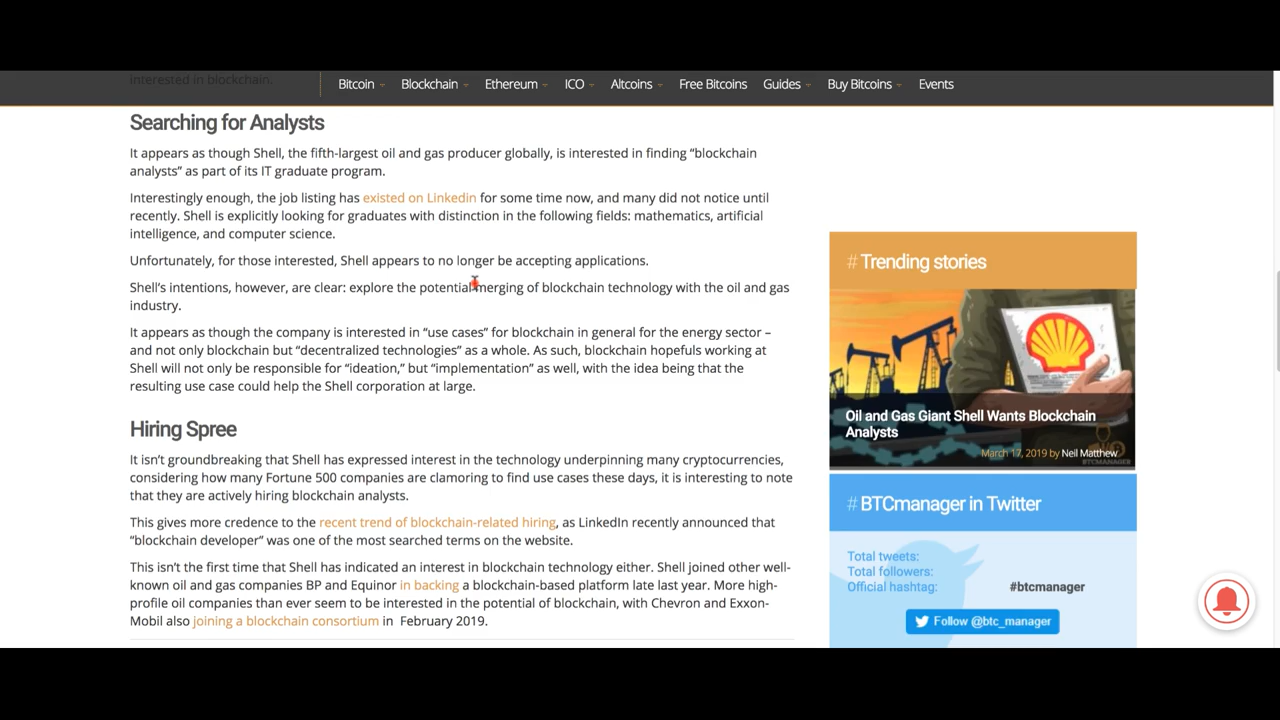 interested in blockchain.
Bitcoin
Blockchain
Ethereum
ICO
Altcoins
Free Bitcoins
Guides
Buy Bitcoins
Events
Searching for Analysts
It appears as though Shell, the fifth-largest oil and gas producer globally, is interested in finding “blockchain
analysts” as part of its IT graduate program.
Interestingly enough, the job listing has existed on Linkedin for some time now, and many did not notice until
recently. Shell is explicitly looking for graduates with distinction in the following fields: mathematics, artificial
intelligence, and computer science.
Unfortunately, for those interested, Shell appears to no longer be accepting applications.
Shell’s intentions, however, are clear: explore the potential merging of blockchain technology with the oil and gas
industry.
It appears as though the company is interested in “use cases” for blockchain in general for the energy sector –
and not only blockchain but “decentralized technologies” as a whole. As such, blockchain hopefuls working at
Shell will not only be responsible for “ideation,” but “implementation” as well, with the idea being that the
resulting use case could help the Shell corporation at large.
Hiring Spree
It isn’t groundbreaking that Shell has expressed interest in the technology underpinning many cryptocurrencies,
considering how many Fortune 500 companies are clamoring to find use cases these days, it is interesting to note
that they are actively hiring blockchain analysts.
This gives more credence to the recent trend of blockchain-related hiring, as LinkedIn recently announced that
“blockchain developer” was one of the most searched terms on the website.
This isn’t the first time that Shell has indicated an interest in blockchain technology either. Shell joined other well-
known oil and gas companies BP and Equinor in backing a blockchain-based platform late last year. More high-
profile oil companies than ever seem to be interested in the potential of blockchain, with Chevron and Exxon-
Mobil also joining a blockchain consortium in February 2019.
# Trending stories
Oil and Gas Giant Shell Wants Blockchain
Analysts
March 17, 2019 by Neil Matthew
BTCMANAGER
# BTCmanager in Twitter
Total tweets:
Total followers:
Official hashtag: #btcmanager
Follow @btc_manager